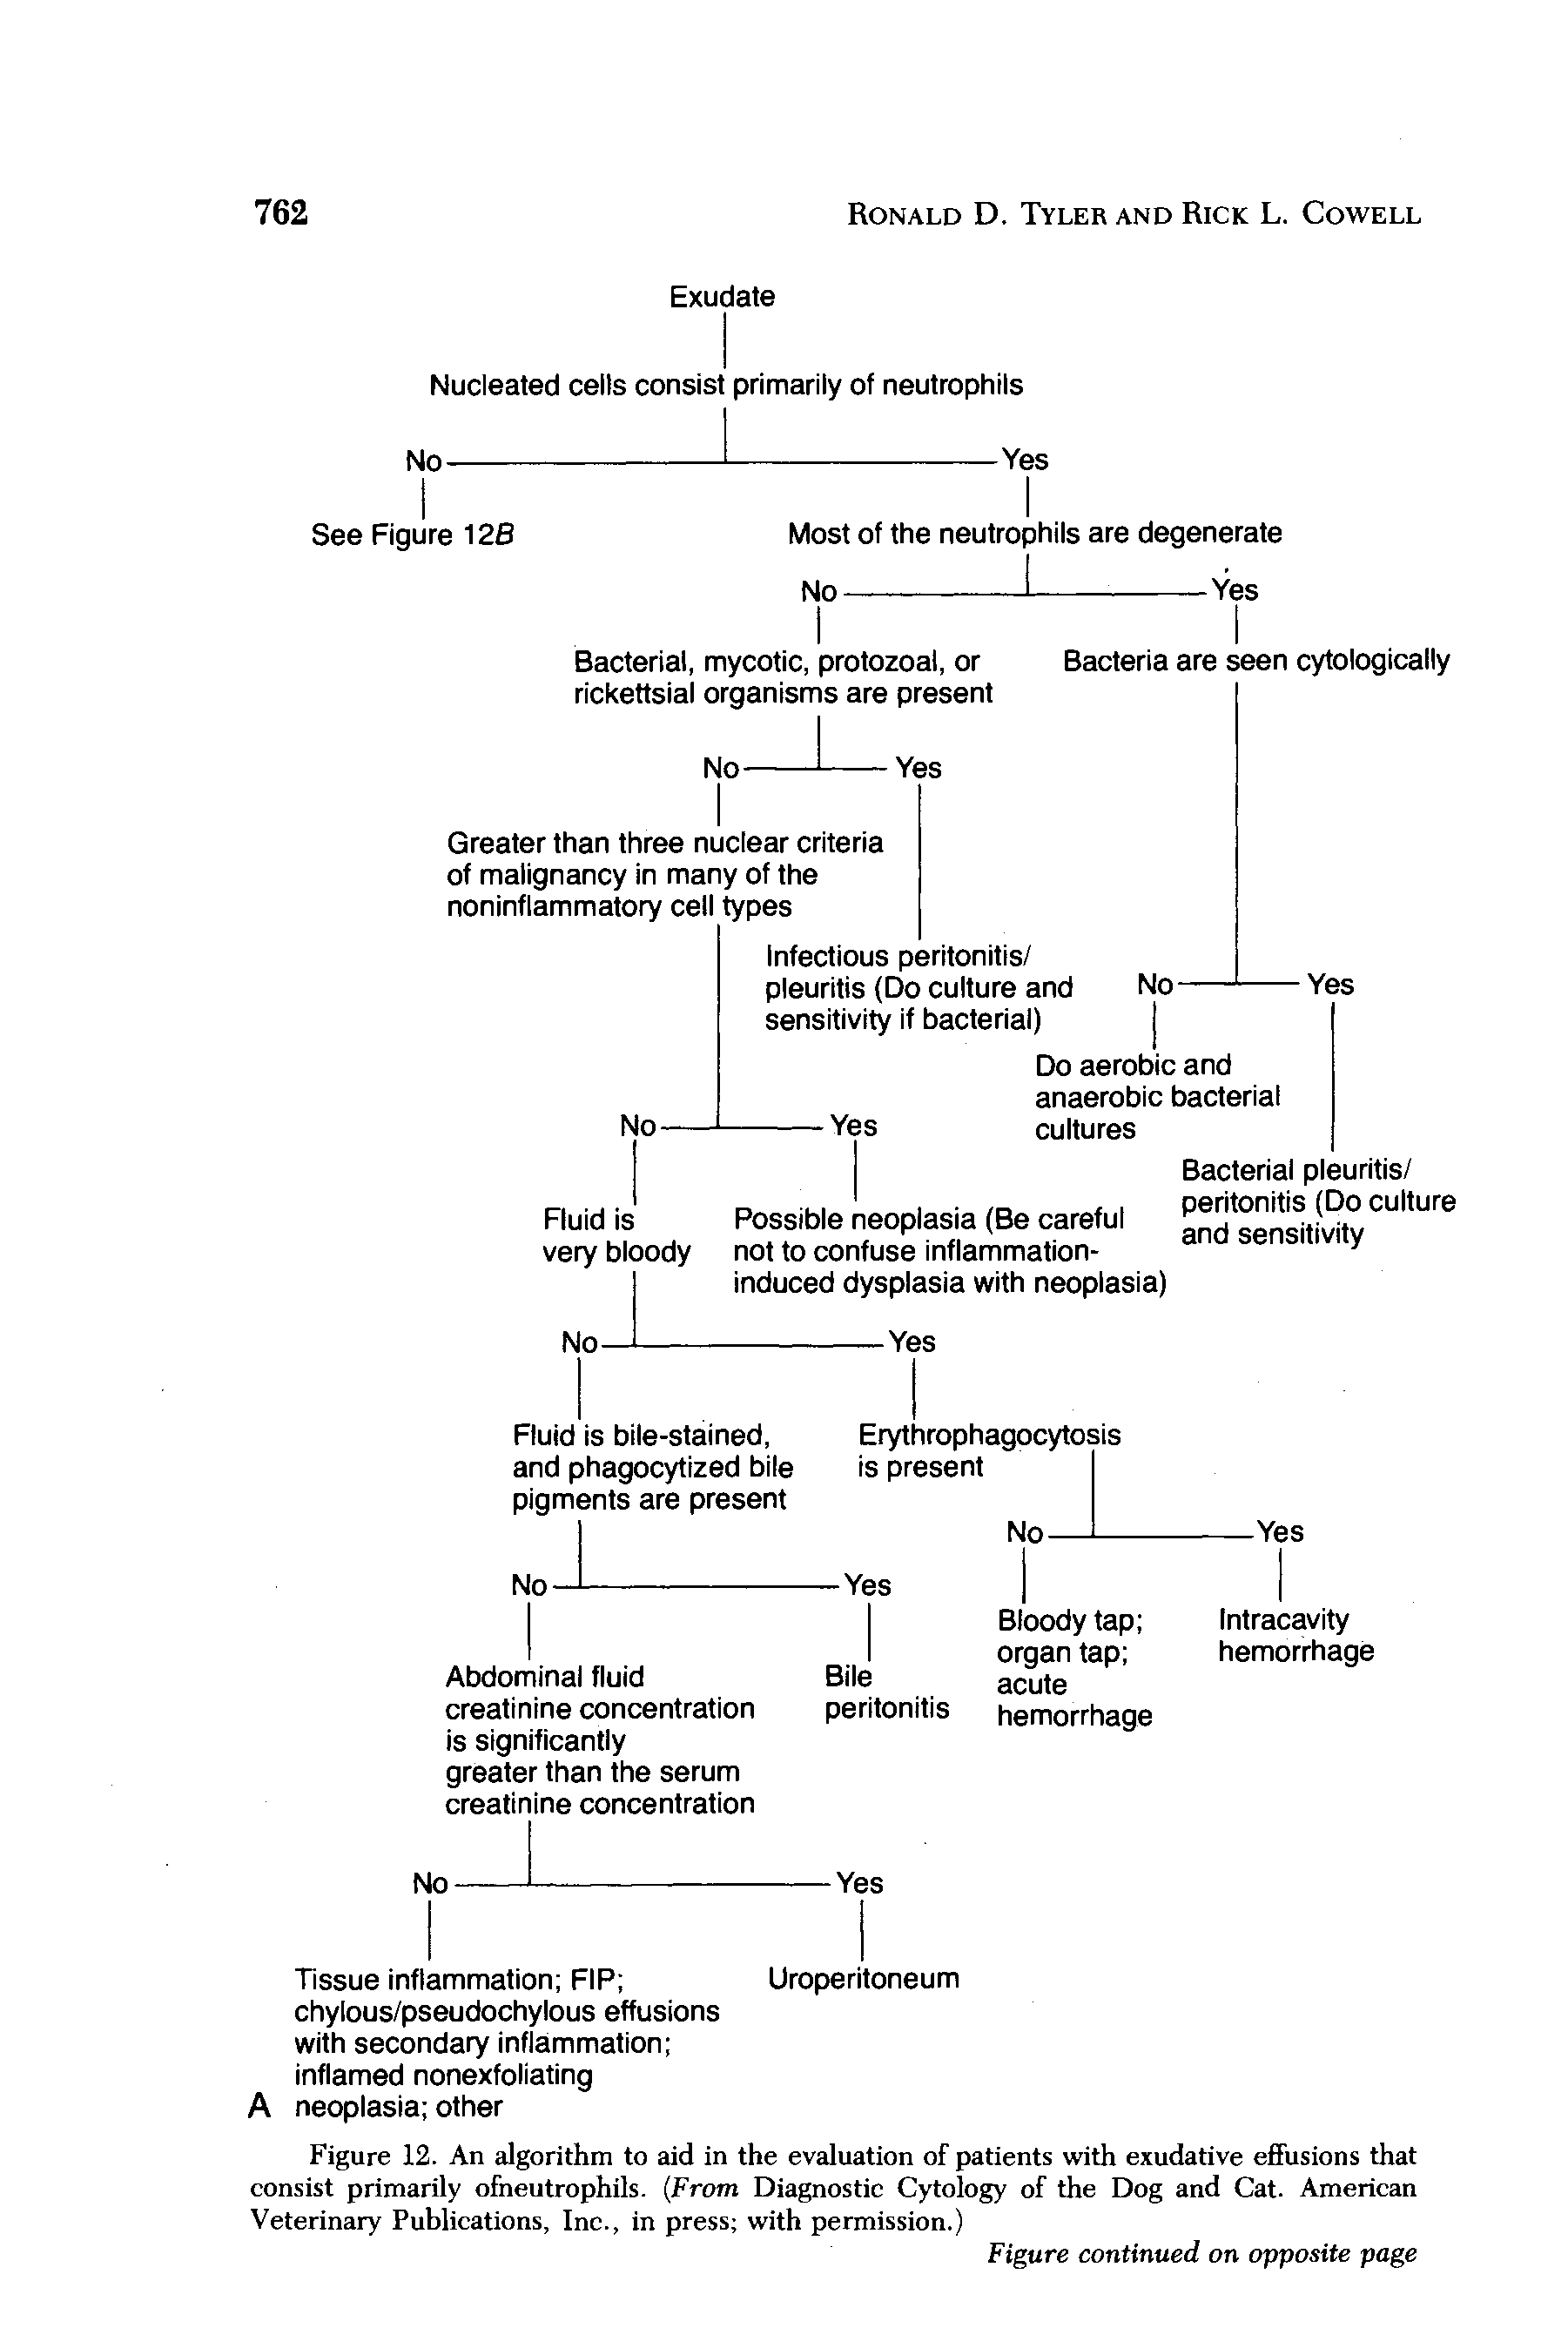 762
RONALD D. TYLER AND RICK L. COWELL
Exudate
Nucleated cells consist primarily of neutrophils
No
Yes
See Figure 12B
Most of the neutrophils are degenerate
No
Yes
Bacterial, mycotic, protozoal, or
rickettsial organisms are present
Bacteria are seen cytologically
No
Yes
Greater than three nuclear criteria
of malignancy in many of the
noninflammatory cell types
Infectious peritonitis/
pleuritis (Do culture and
sensitivity if bacterial)
No
Yes
Do aerobic and
anaerobic bacterial
cultures
No
Yes
Bacterial pleuritis/
peritonitis (Do culture
and sensitivity
Fluid is
very bloody
Possible neoplasia (Be careful
not to confuse inflammation-
induced dysplasia with neoplasia)
No
Yes
Fluid is bile-stained,
and phagocytized bile
pigments are present
Erythrophagocytosis
is present
No
Yes
No
Yes
Bloody tap;
organ tap;
acute
hemorrhage
Intracavity
hemorrhage
Abdominal fluid
creatinine concentration
is significantly
greater than the serum
creatinine concentration
Bile
peritonitis
No
Yes
Tissue inflammation; FIP;
chylous/pseudochylous effusions
with secondary inflammation;
inflamed nonexfoliating
neoplasia; other
Uroperitoneum
A
Figure 12. An algorithm to aid in the evaluation of patients with exudative effusions that
consist primarily ofneutrophils. (From Diagnostic Cytology of the Dog and Cat. American
Veterinary Publications, Inc., in press; with permission.)
Figure continued on opposite page